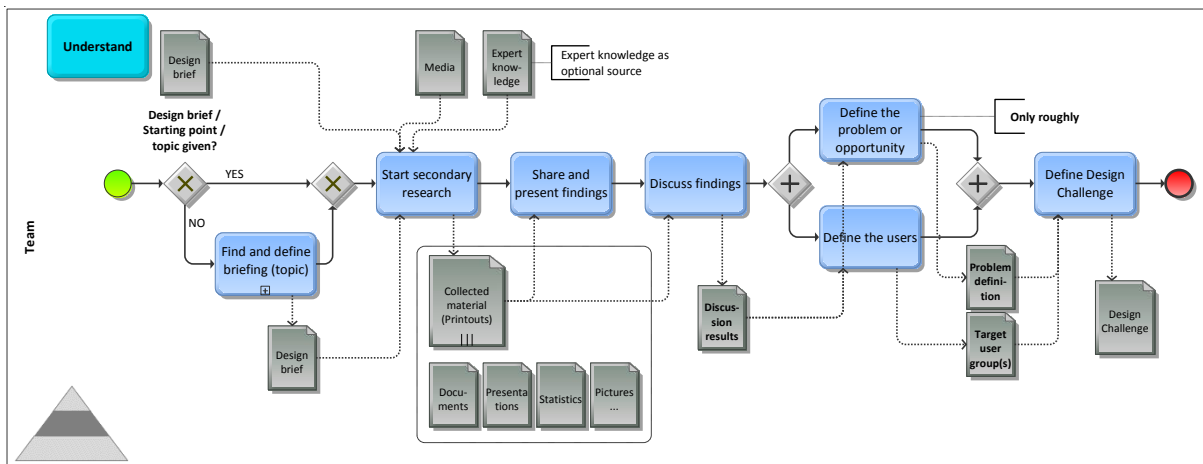 Understand
Design
brief
Media
Expert
know-
ledge
Expert knowledge as
optional source
Design brief /
Starting point /
topic given?
YES
NO
Find and define
briefing (topic)
Design
brief
Start secondary
research
Share and
present findings
Discuss findings
Define the
problem or
opportunity
Only roughly
Define the users
Define Design
Challenge
Team
Collected
material
(Printouts)
Docu-
ments
Presenta
tions
Statistics
Pictures
...
Discus-
sion
results
Problem
defini-
tion
Target
user
group(s)
Design
Challenge